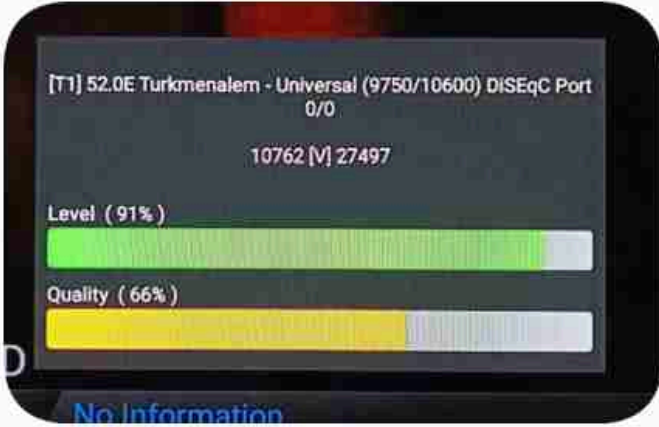 [T1] 52.0E Turkmenalem - Universal (9750/10600) DiSEqC Port
0/0
10762 [V] 27497
Level ( 91% )
Quality ( 66% )
D
No Information